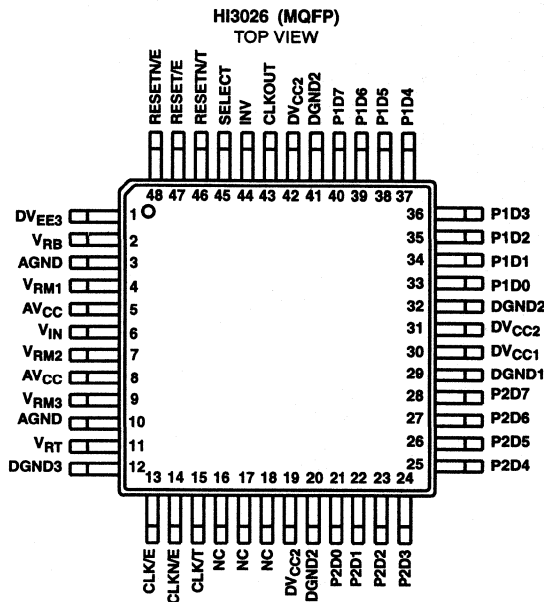 HI3026 (MQFP)
TOP VIEW
RESETN/E
RESET/E
RESETN/T
SELECT
INV
CLKOUT
DVCC2
DGND2
P1D7
P1D6
P1D5
P1D4
48 47 46 45 44 43 42 41 40 39 38 37
DVEE3 1
VRB 2
AGND 3
VRM1 4
AVCC 5
VIN 6
VRM2 7
AVCC 8
VRM3 9
AGND 10
VRT 11
DGND3 12
36 P1D3
35 P1D2
34 P1D1
33 P1D0
32 DGND2
31 DVCC2
30 DVCC1
29 DGND1
28 P2D7
27 P2D6
26 P2D5
25 P2D4
13 14 15 16 17 18 19 20 21 22 23 24
CLK/E
CLKN/E
CLK/T
NC
NC
NC
DVCC2
DGND2
P2D0
P2D1
P2D2
P2D3